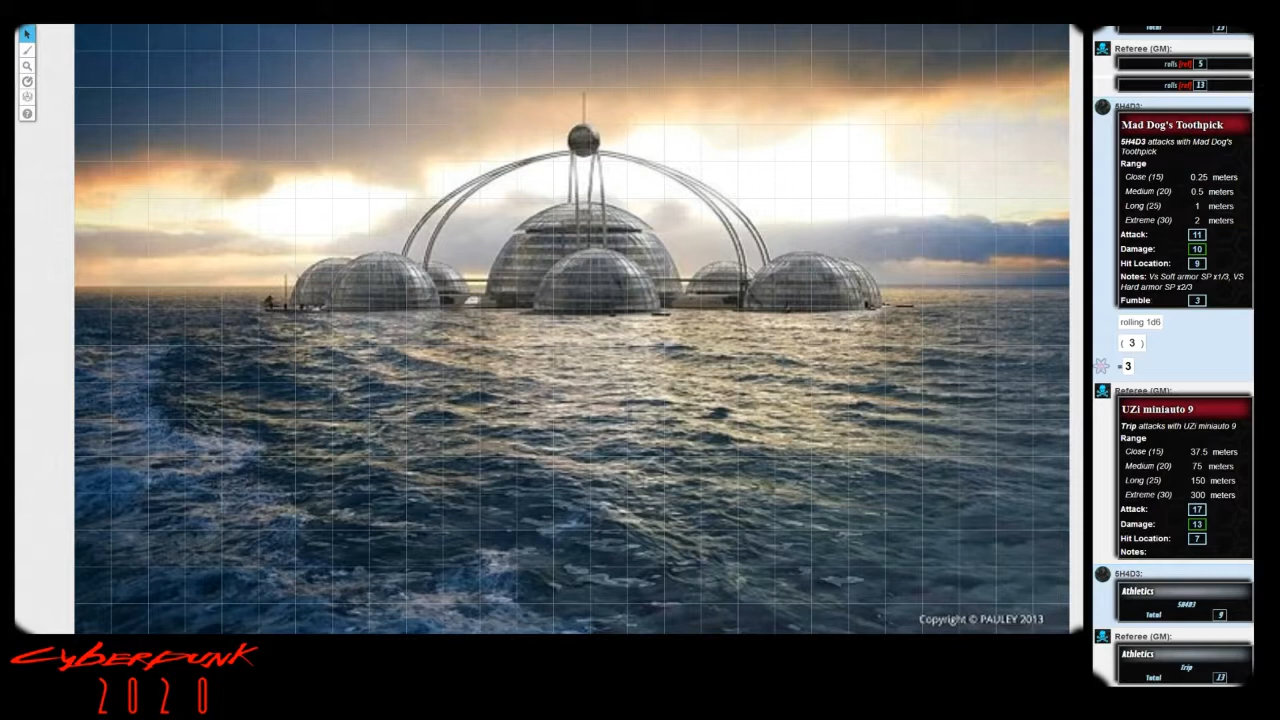 Total 13
Referee (GM):
rolls [ref] 5
rolls [ref] 13
5H4D3:
Mad Dog's Toothpick
5H4D3 attacks with Mad Dog's
Toothpick
Range
Close (15) 0.25 meters
Medium (20) 0.5 meters
Long (25) 1 meters
Extreme (30) 2 meters
Attack: 11
Damage: 10
Hit Location: 9
Notes: Vs Soft armor SP x1/3, VS
Hard armor SP x2/3
Fumble 3
rolling 1d6
( 3 )
= 3
Referee (GM):
UZi miniauto 9
Trip attacks with UZi miniauto 9
Range
Close (15) 37.5 meters
Medium (20) 75 meters
Long (25) 150 meters
Extreme (30) 300 meters
Attack: 17
Damage: 13
Hit Location: 7
Notes:
5H4D3:
Athletics
5H4D3
Total 9
Referee (GM):
Athletics
Trip
Total 13
Copyright © PAULEY 2013
CYBERPUNK
2020